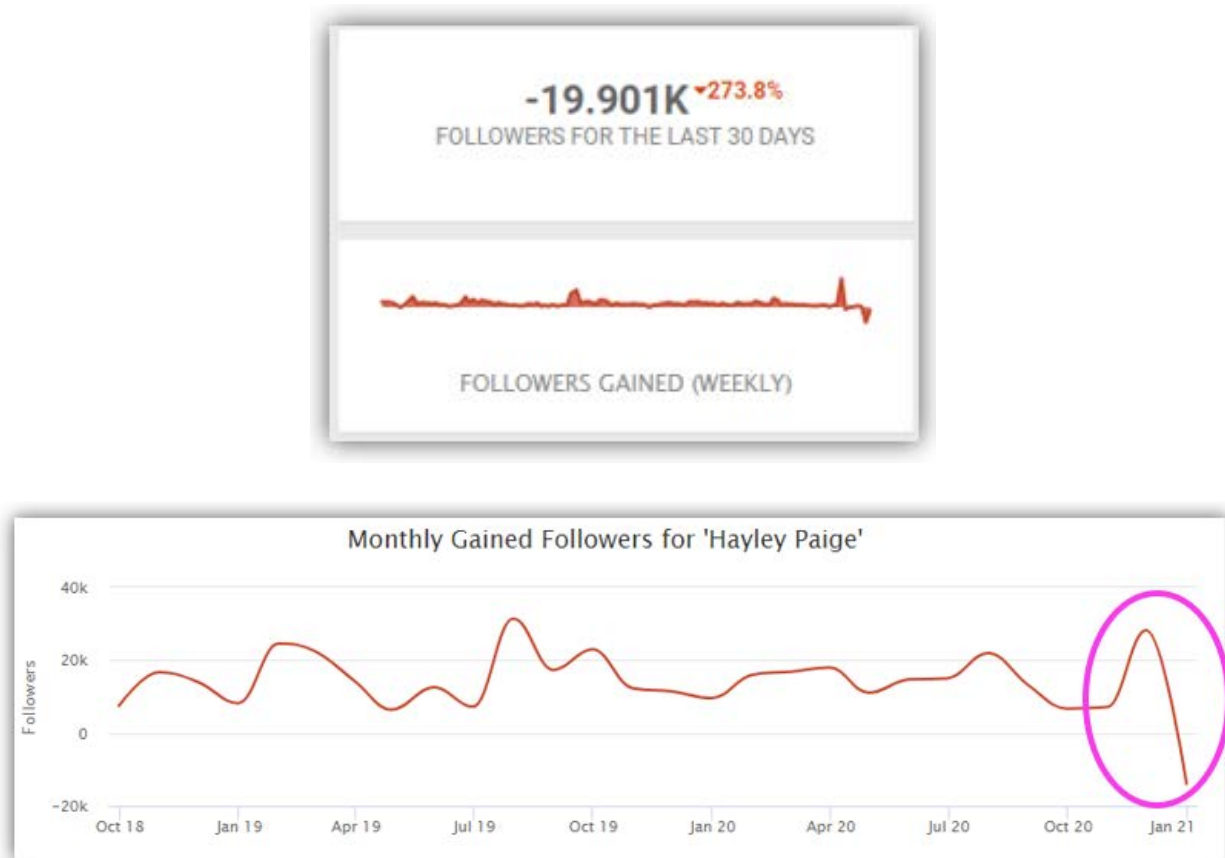 -19.901K 273.8%
FOLLOWERS FOR THE LAST 30 DAYS
FOLLOWERS GAINED (WEEKLY)
Monthly Gained Followers for 'Hayley Paige'
40k
20k
0
-20k
Followers
Oct 18 Jan 19 Apr 19 Jul 19 Oct 19 Jan 20 Apr 20 Jul 20 Oct 20 Jan 21